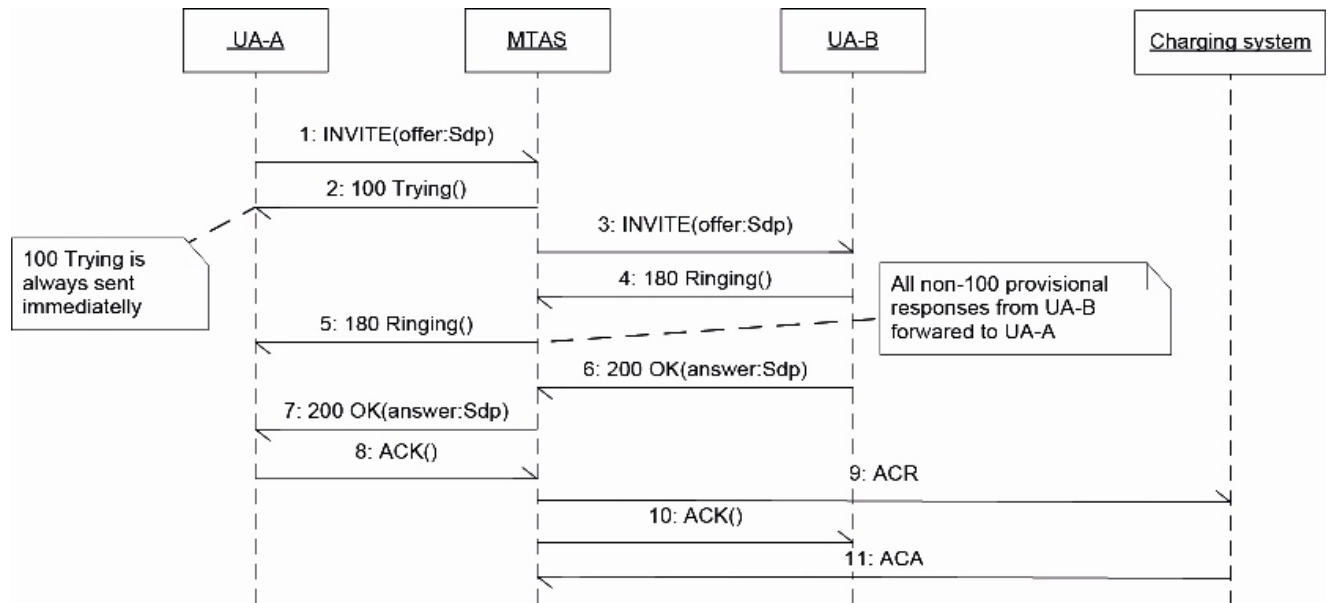 UA-A
MTAS
UA-B
Charging system
1: INVITE(offer:Sdp)
2: 100 Trying()
3: INVITE(offer:Sdp)
100 Trying is
always sent
immediatelly
4: 180 Ringing()
All non-100 provisional
responses from UA-B
forwared to UA-A
5: 180 Ringing()
6: 200 OK(answer:Sdp)
7: 200 OK(answer:Sdp)
8: ACK()
9: ACR
10: ACK()
11: ACA